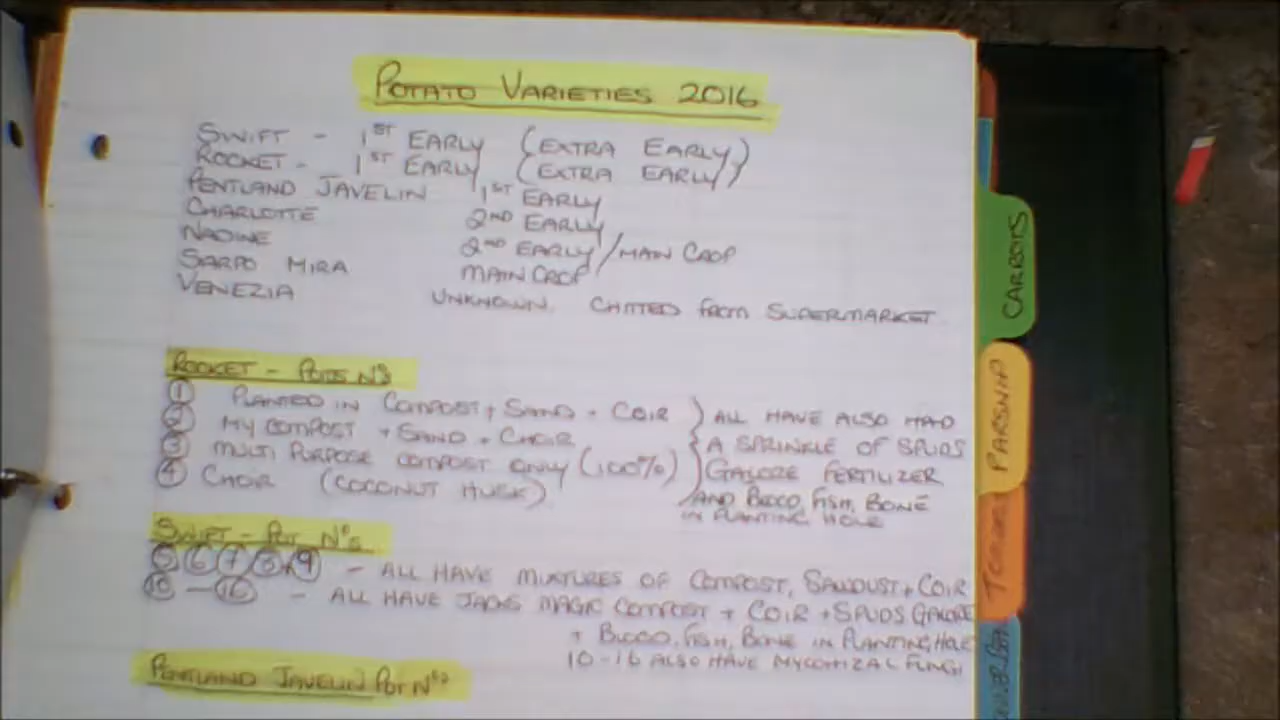 POTATO VARIETIES 2016
SWIFT - 1ST EARLY (EXTRA EARLY)
ROCKET - 1ST EARLY (EXTRA EARLY)
PENTLAND JAVELIN 1ST EARLY
CHARLOTTE 2ND EARLY
NADINE 2ND EARLY/MAIN CROP
SARPO MIRA MAIN CROP
VENEZIA UNKNOWN. CHITTED FROM SUPERMARKET
ROCKET - POTS NOS
1 PLANTED IN COMPOST + SAND + COIR
2 MY COMPOST + SAND + CHOIR
3 MULTI PURPOSE COMPOST ONLY (100%)
4 CHOIR (COCONUT HUSK)
ALL HAVE ALSO HAD
A SPRINKLE OF SPUDS
GALORE FERTILIZER
AND BLOOD, FISH, BONE
IN PLANTING HOLE
SWIFT - POT NOS
5 6 7 8 9 - ALL HAVE MIXTURES OF COMPOST, SAWDUST + COIR
10 - 16 - ALL HAVE JACKS MAGIC COMPOST + COIR + SPUDS GALORE
+ BLOOD, FISH, BONE IN PLANTING HOLE
10-16 ALSO HAVE MYCORIZAL FUNGI
PENTLAND JAVELIN POT NOS
CARROTS
PARSNIP